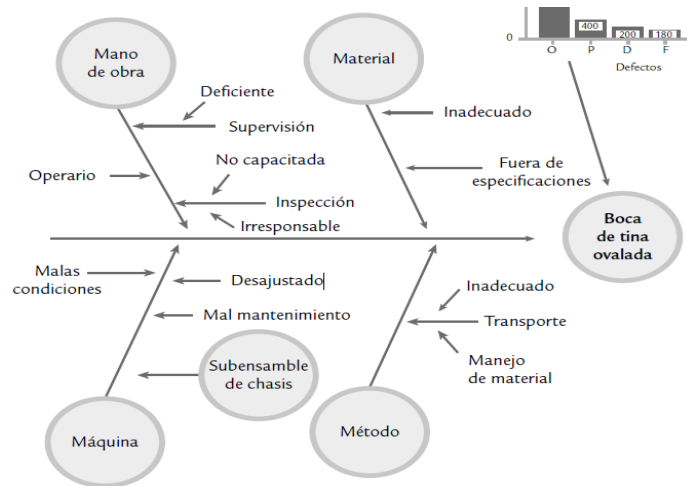 400
200
180
0
O
P
D
F
Defectos
Mano
de obra
Material
Deficiente
Supervisión
No capacitada
Operario
Inspección
Irresponsable
Inadecuado
Fuera de
especificaciones
Boca
de tina
ovalada
Malas
condiciones
Desajustado
Mal mantenimiento
Subensamble
de chasis
Máquina
Inadecuado
Transporte
Manejo
de material
Método